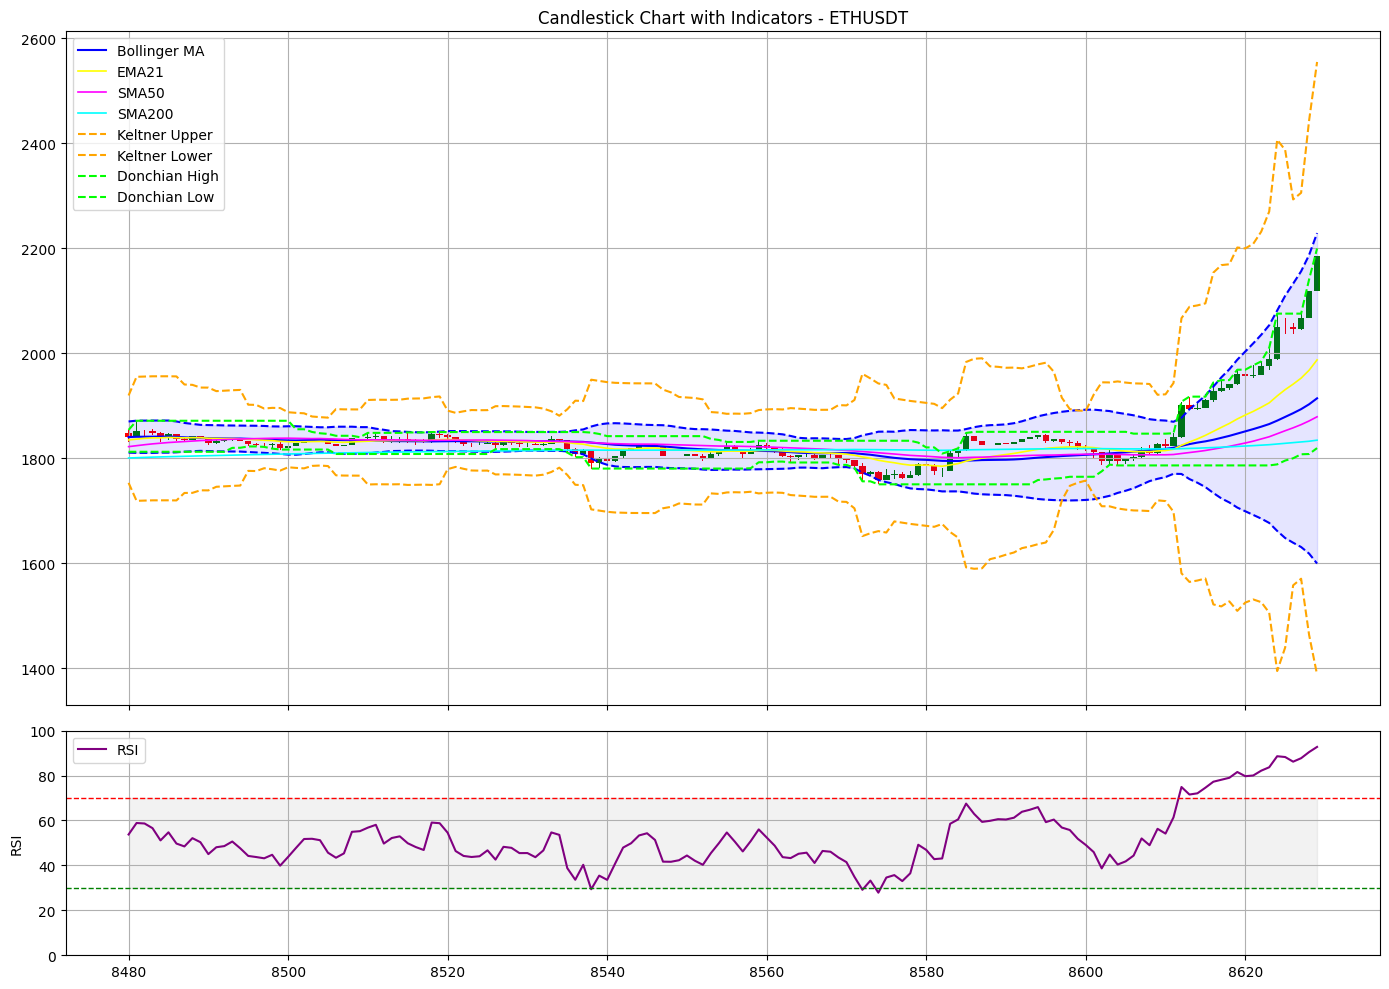 Candlestick Chart with Indicators - ETHUSDT
2600
2400
2200
2000
1800
1600
1400
Bollinger MA
EMA21
SMA50
SMA200
Keltner Upper
Keltner Lower
Donchian High
Donchian Low
RSI
100
80
60
40
20
0
RSI
8480
8500
8520
8540
8560
8580
8600
8620